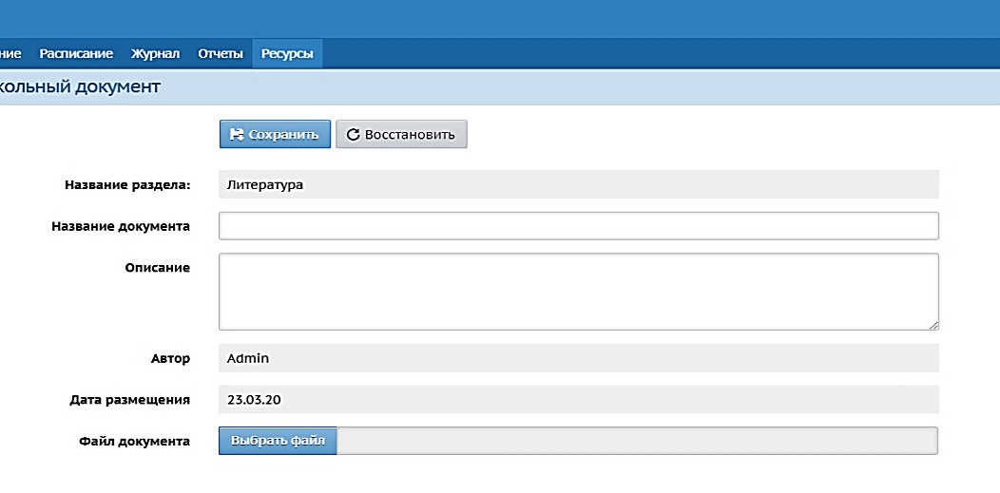 ние Расписание Журнал Отчеты Ресурсы
кольный документ
Сохранить Восстановить
Название раздела: Литература
Название документа
Описание
Автор Admin
Дата размещения 23.03.20
Файл документа Выбрать файл